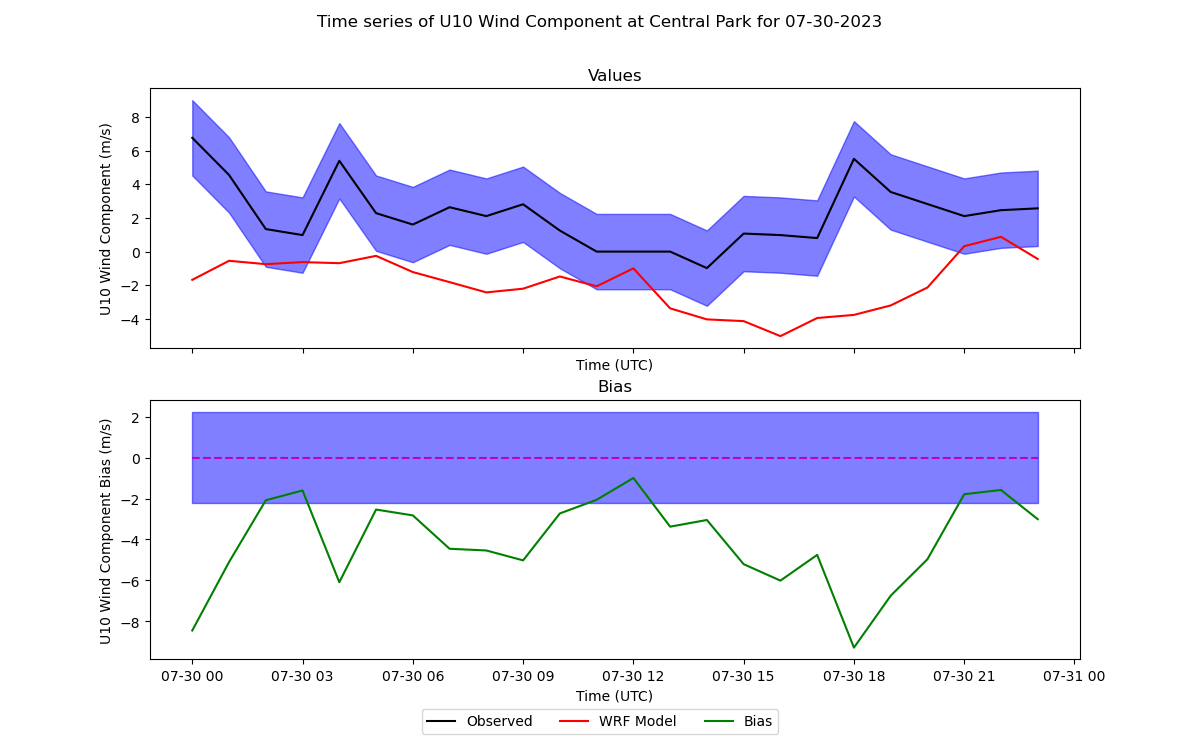 Time series of U10 Wind Component at Central Park for 07-30-2023
Values
U10 Wind Component (m/s)
8
6
4
2
0
−2
−4
Time (UTC)
Bias
U10 Wind Component Bias (m/s)
2
0
−2
−4
−6
−8
07-30 00 07-30 03 07-30 06 07-30 09 07-30 12 07-30 15 07-30 18 07-30 21 07-31 00
Time (UTC)
Observed WRF Model Bias